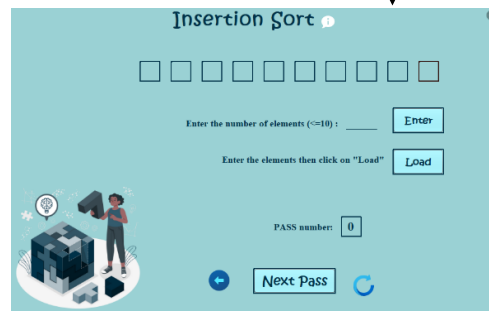 Insertion Sort
Enter the number of elements (<=10) : _____ Enter
Enter the elements then click on "Load" Load
PASS number: 0
Next Pass